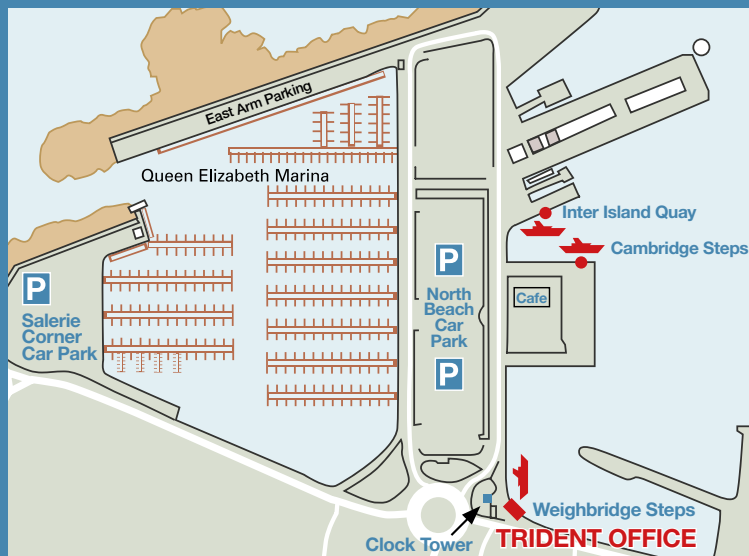 East Arm Parking
Queen Elizabeth Marina
Inter Island Quay
Cambridge Steps
P
Salerie
Corner
Car Park
P
North
Beach
Car
Park
P
Cafe
Weighbridge Steps
TRIDENT OFFICE
Clock Tower